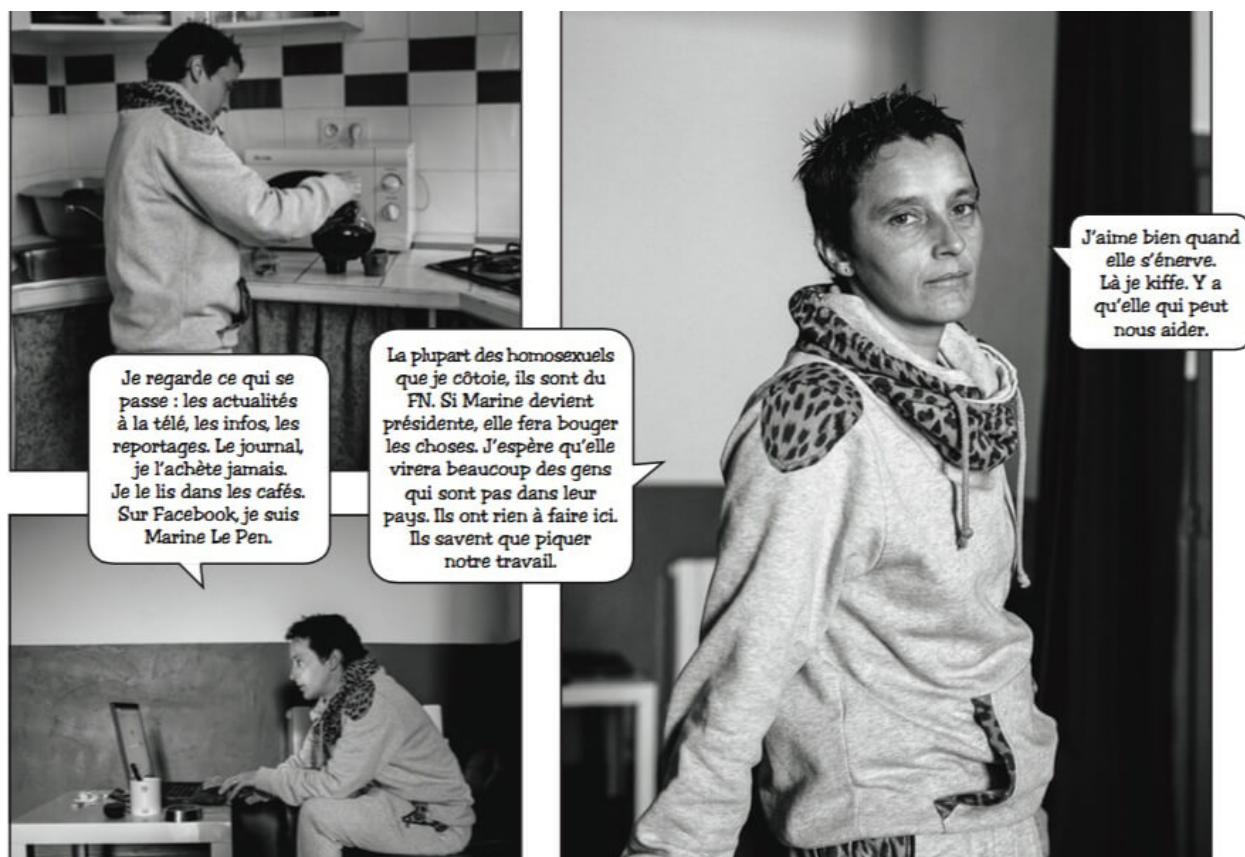 Je regarde ce qui se
passe : les actualités
à la télé, les infos, les
reportages. Le journal,
je l'achète jamais.
Je le lis dans les cafés.
Sur Facebook, je suis
Marine Le Pen.
La plupart des homosexuels
que je côtoie, ils sont du
FN. Si Marine devient
présidente, elle fera bouger
les choses. J'espère qu'elle
virera beaucoup des gens
qui sont pas dans leur
pays. Ils ont rien à faire ici.
Ils savent que piquer
notre travail.
J'aime bien quand
elle s'énerve.
Là je kiffe. Y a
qu'elle qui peut
nous aider.